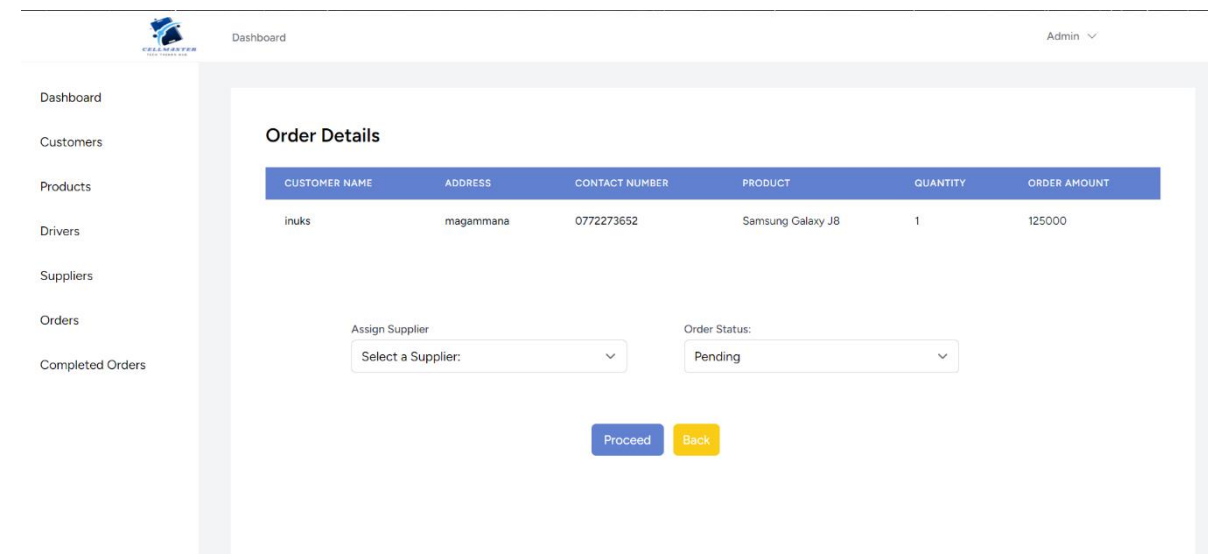 CELLMASTER
Dashboard
Admin
Dashboard
Customers
Products
Drivers
Suppliers
Orders
Completed Orders
Order Details
CUSTOMER NAME ADDRESS CONTACT NUMBER PRODUCT QUANTITY ORDER AMOUNT
inuks magammana 0772273652 Samsung Galaxy J8 1 125000
Assign Supplier Order Status:
Select a Supplier: Pending
Proceed Back